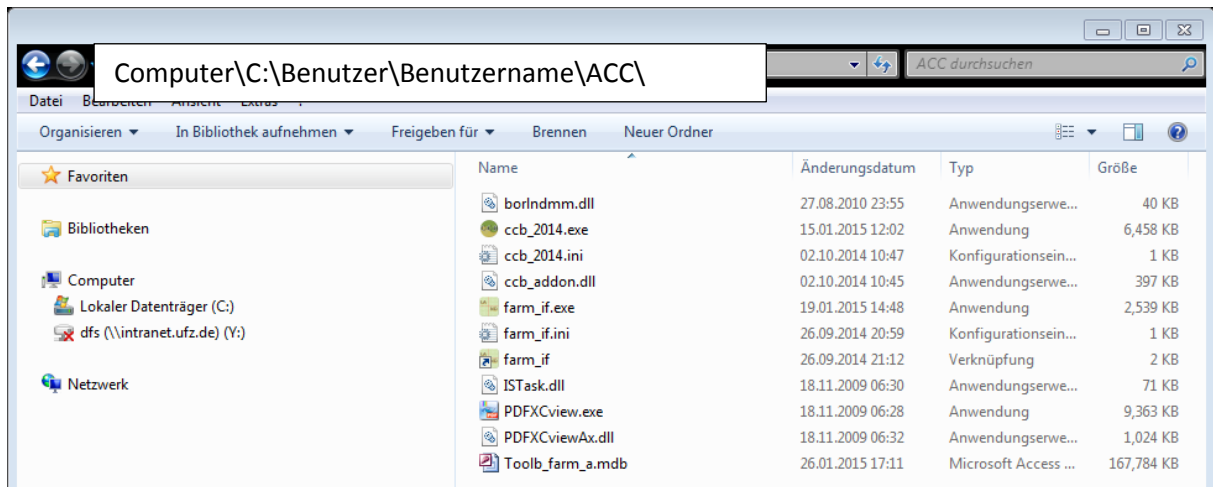 Computer\C:\Benutzer\Benutzername\ACC\
ACC durchsuchen
Datei Bearbeiten Ansicht Extras ?
Organisieren In Bibliothek aufnehmen Freigeben für Brennen Neuer Ordner
Name Änderungsdatum Typ Größe
Favoriten
Bibliotheken
Computer
Lokaler Datenträger (C:)
dfs (\\intranet.ufz.de) (Y:)
Netzwerk
borlndmm.dll 27.08.2010 23:55 Anwendungserwe... 40 KB
ccb_2014.exe 15.01.2015 12:02 Anwendung 6,458 KB
ccb_2014.ini 02.10.2014 10:47 Konfigurationsein... 1 KB
ccb_addon.dll 02.10.2014 10:45 Anwendungserwe... 397 KB
farm_if.exe 19.01.2015 14:48 Anwendung 2,539 KB
farm_if.ini 26.09.2014 20:59 Konfigurationsein... 1 KB
farm_if 26.09.2014 21:12 Verknüpfung 2 KB
ISTask.dll 18.11.2009 06:30 Anwendungserwe... 71 KB
PDFXCview.exe 18.11.2009 06:28 Anwendung 9,363 KB
PDFXCviewAx.dll 18.11.2009 06:32 Anwendungserwe... 1,024 KB
Toolb_farm_a.mdb 26.01.2015 17:11 Microsoft Access ... 167,784 KB